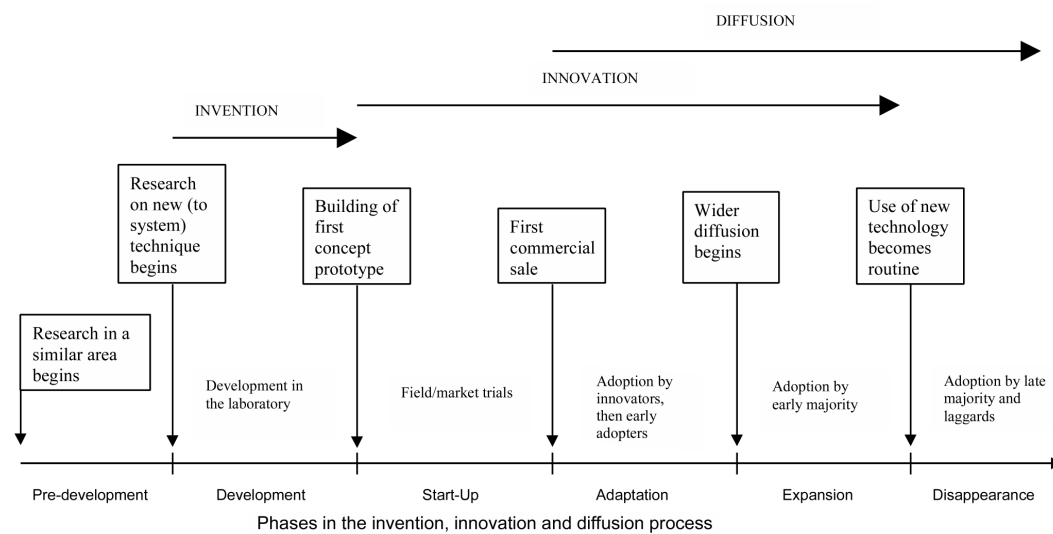 DIFFUSION
INNOVATION
INVENTION
Research
on new (to
system)
technique
begins
Building of
first
concept
prototype
First
commercial
sale
Wider
diffusion
begins
Use of new
technology
becomes
routine
Research in a
similar area
begins
Development in
the laboratory
Field/market trials
Adoption by
innovators,
then early
adopters
Adoption by
early majority
Adoption by late
majority and
laggards
Pre-development
Development
Start-Up
Adaptation
Expansion
Disappearance
Phases in the invention, innovation and diffusion process